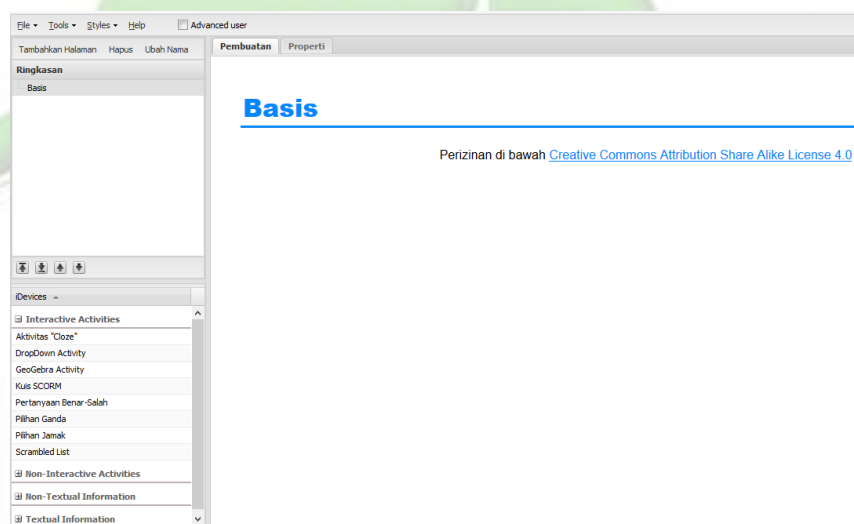 File Tools Styles Help Advanced user
Tambahkan Halaman Hapus Ubah Nama
Pembuatan Properti
Ringkasan
Basis
Basis
Perizinan di bawah Creative Commons Attribution Share Alike License 4.0
iDevices
Interactive Activities
Aktivitas "Cloze"
DropDown Activity
GeoGebra Activity
Kuis SCORM
Pertanyaan Benar-Salah
Pilihan Ganda
Pilihan Jamak
Scrambled List
Non-Interactive Activities
Non-Textual Information
Textual Information